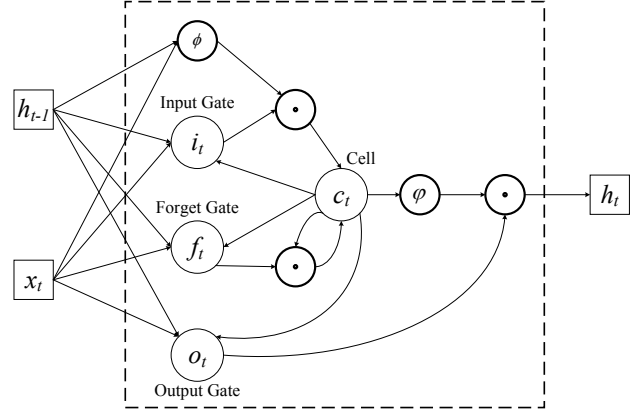 ϕ
h_{t-1}
Input Gate
i_t
Cell
c_t
φ
h_t
Forget Gate
f_t
x_t
o_t
Output Gate